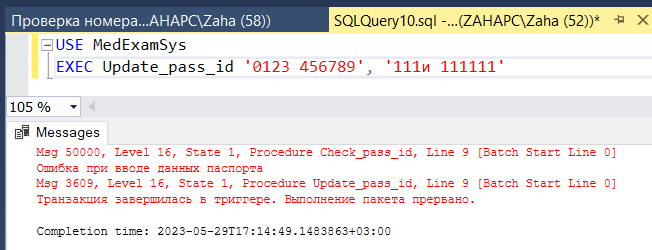 Проверка номера...AHAPC\Zaha (58))
SQLQuery10.sql -...(ZAHAPC\Zaha (52))*
USE MedExamSys
EXEC Update_pass_id '0123 456789', '111и 111111'
105 %
Messages
Msg 50000, Level 16, State 1, Procedure Check_pass_id, Line 9 [Batch Start Line 0]
Ошибка при вводе данных паспорта
Msg 3609, Level 16, State 1, Procedure Update_pass_id, Line 9 [Batch Start Line 0]
Транзакция завершилась в триггере. Выполнение пакета прервано.
Completion time: 2023-05-29T17:14:49.1483863+03:00